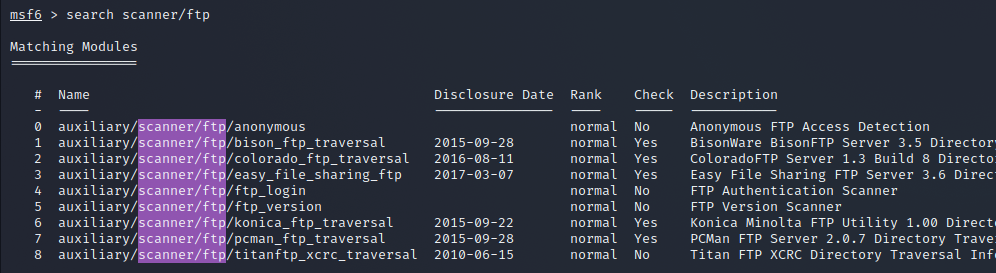 msf6 > search scanner/ftp
Matching Modules
================
# Name Disclosure Date Rank Check Description
- ---- --------------- ---- ----- -----------
0 auxiliary/scanner/ftp/anonymous normal No Anonymous FTP Access Detection
1 auxiliary/scanner/ftp/bison_ftp_traversal 2015-09-28 normal Yes BisonWare BisonFTP Server 3.5 Directory
2 auxiliary/scanner/ftp/colorado_ftp_traversal 2016-08-11 normal Yes ColoradoFTP Server 1.3 Build 8 Directo
3 auxiliary/scanner/ftp/easy_file_sharing_ftp 2017-03-07 normal Yes Easy File Sharing FTP Server 3.6 Direc
4 auxiliary/scanner/ftp/ftp_login normal No FTP Authentication Scanner
5 auxiliary/scanner/ftp/ftp_version normal No FTP Version Scanner
6 auxiliary/scanner/ftp/konica_ftp_traversal 2015-09-22 normal Yes Konica Minolta FTP Utility 1.00 Direct
7 auxiliary/scanner/ftp/pcman_ftp_traversal 2015-09-28 normal Yes PCMan FTP Server 2.0.7 Directory Trave
8 auxiliary/scanner/ftp/titanftp_xcrc_traversal 2010-06-15 normal No Titan FTP XCRC Directory Traversal Inf